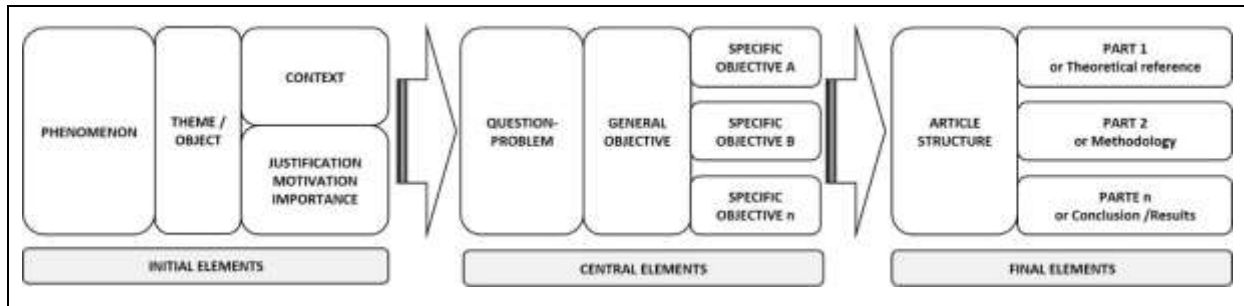 PHENOMENON
THEME /
OBJECT
CONTEXT
JUSTIFICATION
MOTIVATION
IMPORTANCE
INITIAL ELEMENTS
QUESTION-
PROBLEM
GENERAL
OBJECTIVE
SPECIFIC
OBJECTIVE A
SPECIFIC
OBJECTIVE B
SPECIFIC
OBJECTIVE n
CENTRAL ELEMENTS
ARTICLE
STRUCTURE
PART 1
or Theoretical reference
PART 2
or Methodology
PARTE n
or Conclusion /Results
FINAL ELEMENTS